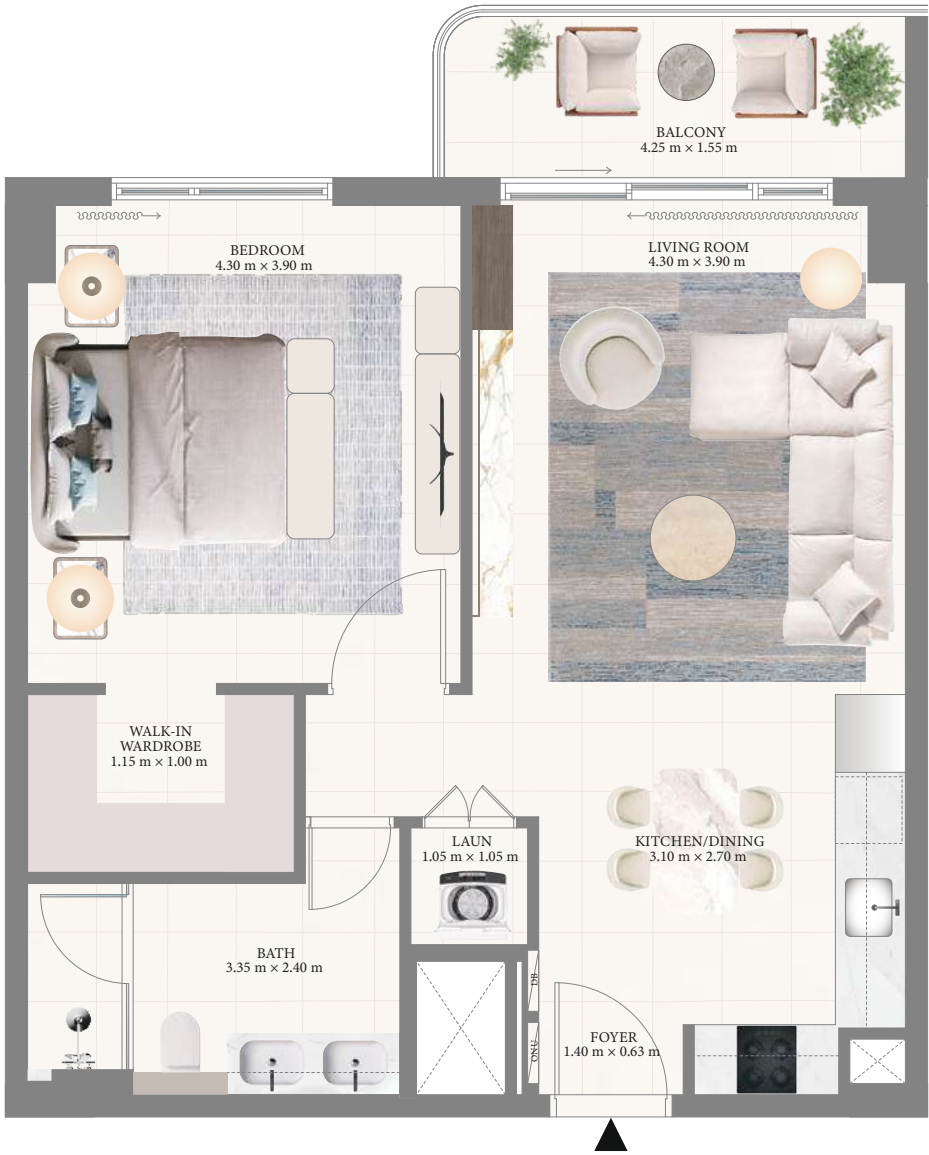 BALCONY
4.25 m × 1.55 m
BEDROOM
4.30 m × 3.90 m
LIVING ROOM
4.30 m × 3.90 m
WALK-IN
WARDROBE
1.15 m × 1.00 m
LAUN
1.05 m × 1.05 m
KITCHEN/DINING
3.10 m × 2.70 m
BATH
3.35 m × 2.40 m
DB
ONU
FOYER
1.40 m × 0.63 m